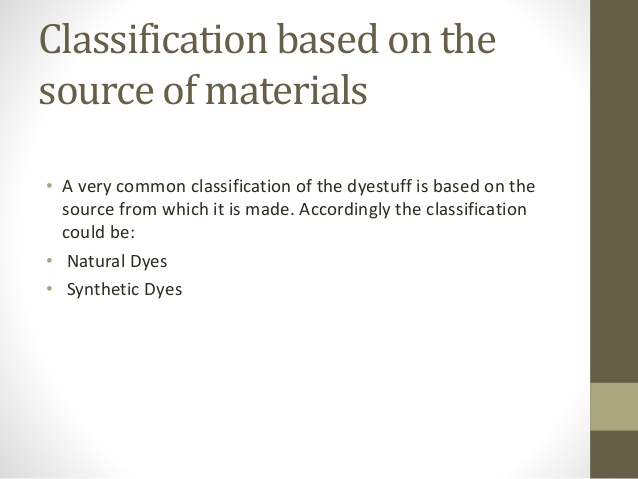 Classification based on the
source of materials
• A very common classification of the dyestuff is based on the
source from which it is made. Accordingly the classification
could be:
• Natural Dyes
• Synthetic Dyes